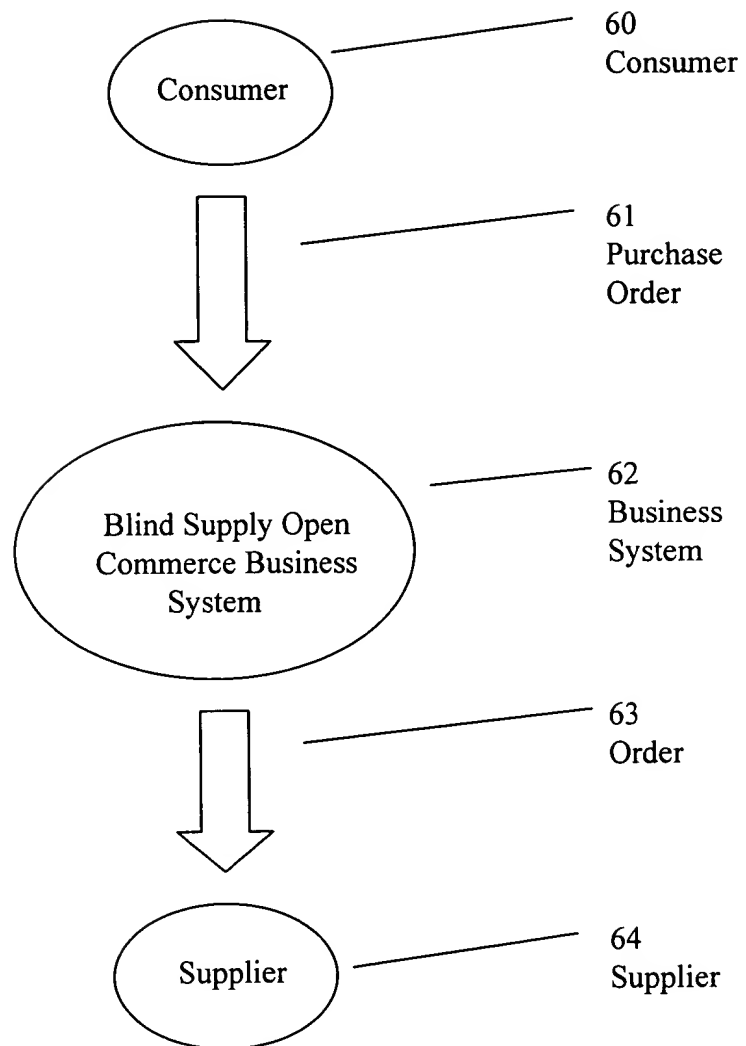 60
Consumer
Consumer
61
Purchase
Order
62
Business
System
Blind Supply Open
Commerce Business
System
63
Order
64
Supplier
Supplier